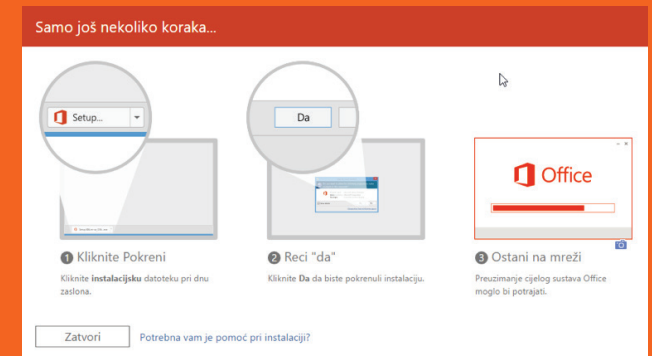 Samo još nekoliko koraka...
Setup...
Da
Office
1 Kliknite Pokreni
Kliknite instalacijsku datoteku pri dnu
zaslona.
2 Reci "da"
Kliknite Da da biste pokrenuli instalaciju.
3 Ostani na mreži
Preuzimanje cijelog sustava Office
moglo bi potrajati.
Zatvori
Potrebna vam je pomoć pri instalaciji?